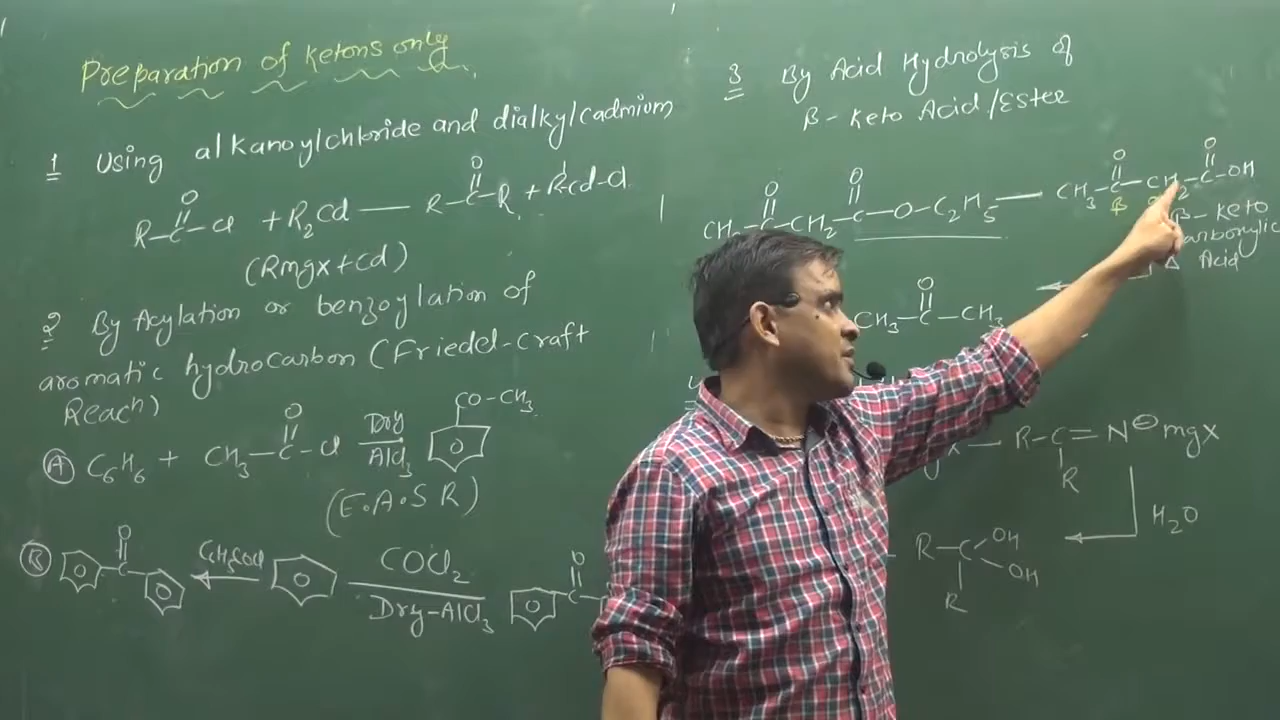 Preparation of ketons only
1 Using alkanoylchloride and dialkylcadmium
O O
R-C-Cl + R2Cd — R-C-R + R-Cd-Cl
(Rmgx+cd)
2 By Acylation or benzoylation of
aromatic hydrocarbon (Friedel-craft
Reach)
CO-CH3
O Dry
A C6H6 + CH3-C-Cl AlCl3
(E.A.S R)
O C6H5COCl COCl2 O
B C C
Dry-AlCl3
3 By Acid Hydrolysis of
β-keto Acid/Ester
O O O O
CH3-C-CH2-C-O-C2H5 — CH3-C-CH2-C-OH
β
β-keto
arboxylic
Δ Acid
O
CH3-C-CH3
R-C=N⊖mgx
R
H2O
R-C OH
OH
R